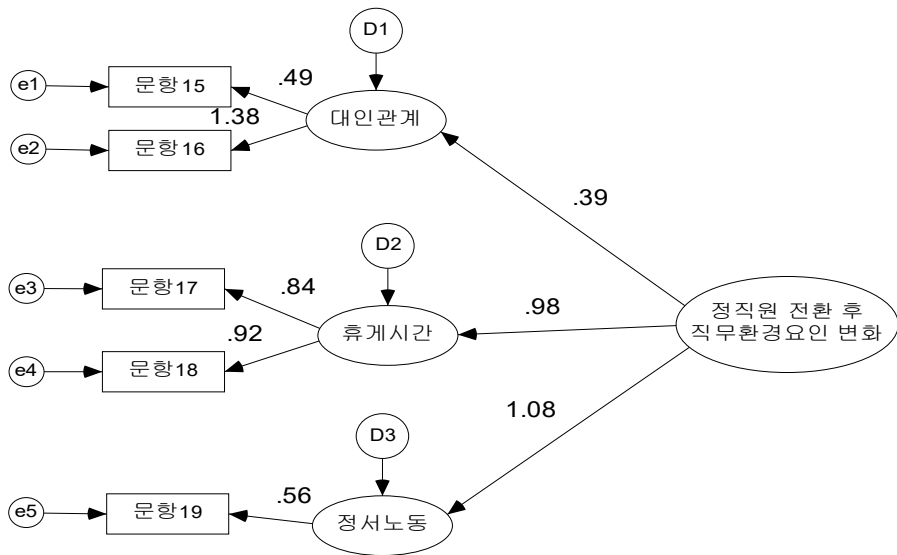 D1
e1
문항15
.49
대인관계
1.38
e2
문항16
.39
D2
e3
문항17
.84
.98
정직원 전환 후
직무환경요인 변화
휴게시간
.92
e4
문항18
1.08
D3
.56
e5
문항19
정서노동